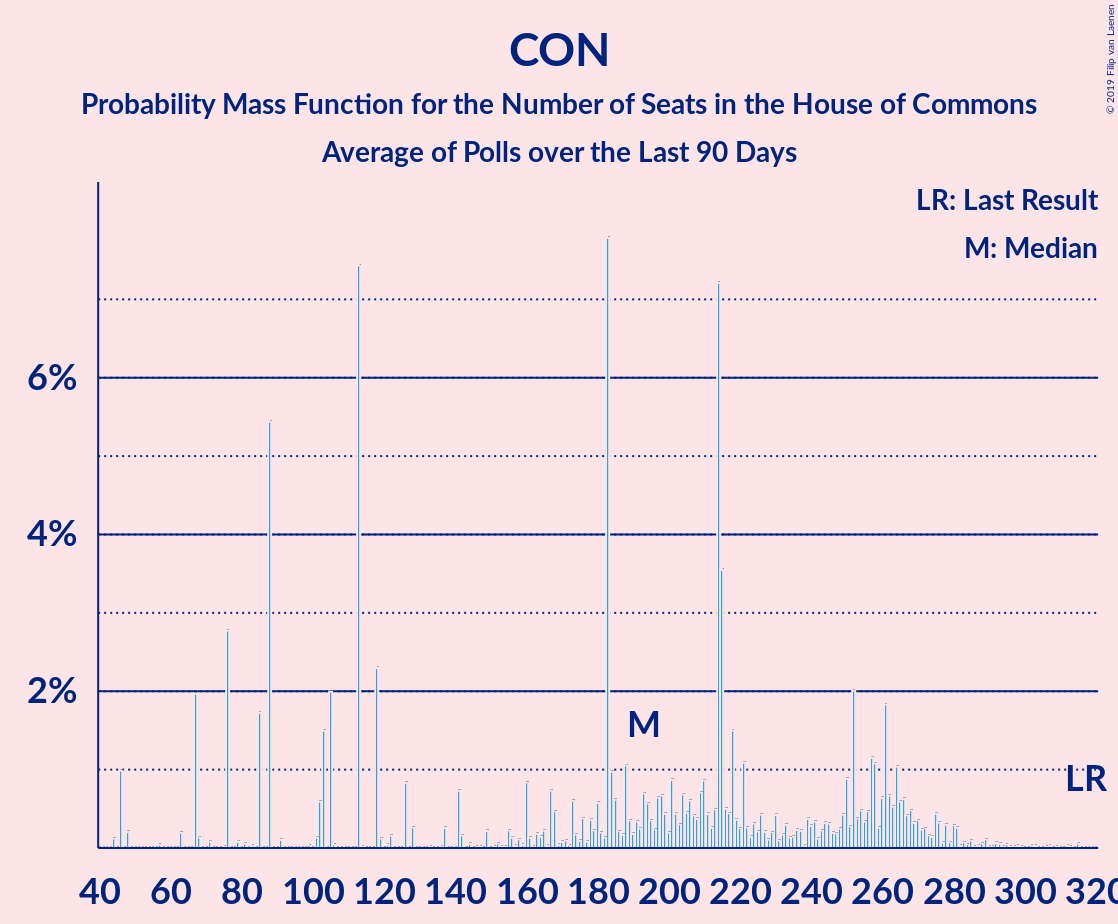 © 2019 Filip van Laenen
CON
Probability Mass Function for the Number of Seats in the House of Commons
Average of Polls over the Last 90 Days
LR: Last Result
M: Median
6%
4%
2%
M
LR
40 60 80 100 120 140 160 180 200 220 240 260 280 300 320